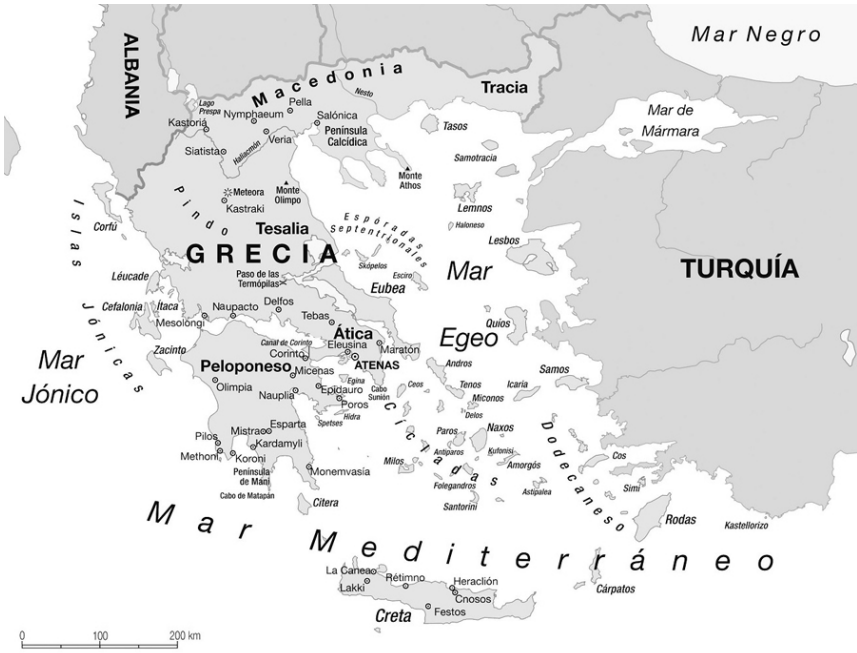 Mar Negro
ALBANIA
Macedonia
Tracia
Nesto
Lago
Prespa
Pella
Nymphaeum
Salónica
Kastoriá
Península
Calcídica
Veria
Haliacmón
Siatista
Tasos
Mar de
Mármara
Samotracia
Monte
Athos
Meteora
Monte
Olimpo
Kastraki
Pindo
Lemnos
Haloneso
Tesalia
Espóradas
Septentrionales
Islas
Jónicas
Corfú
GRECIA
Lesbos
TURQUÍA
Skópelos
Esciro
Mar
Egeo
Paso de las
Termópilas
Eubea
Léucade
Ítaca
Cefalonia
Naupacto
Delfos
Mesolongi
Tebas
Quíos
Ática
Canal de Corinto
Eleusina
Maratón
Zacinto
Corinto
ATENAS
Mar
Jónico
Peloponeso
Micenas
Andros
Samos
Olimpia
Egina
Cabo
Sunión
Ceos
Tenos
Icaria
Epidauro
Nauplia
Poros
Miconos
Hidra
Delos
Spetses
Cícladas
Dodecaneso
Esparta
Mistra
Paros
Naxos
Pilos
Kardamyli
Antiparos
Kufonisi
Cos
Methoni
Koroni
Milos
Amorgós
Península
de Mani
Monemvasía
Folegandros
Astipalea
Simi
Cabo de Matapán
Citera
Santorini
Rodas
Kastellorizo
Mar Mediterráneo
La Canea
Rétimno
Heraclión
Lakki
Cnosos
Cárpatos
Festos
Creta
0 100 200 km